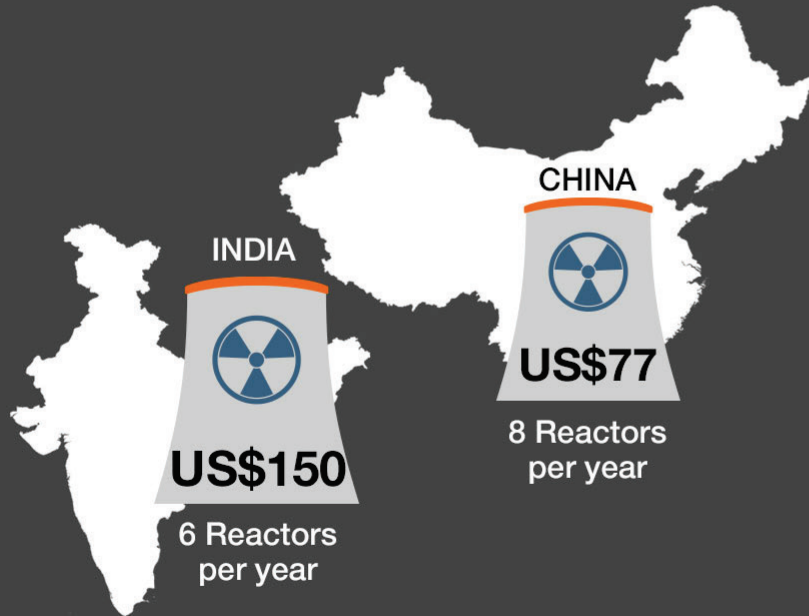 CHINA
US$77
8 Reactors
per year
INDIA
US$150
6 Reactors
per year